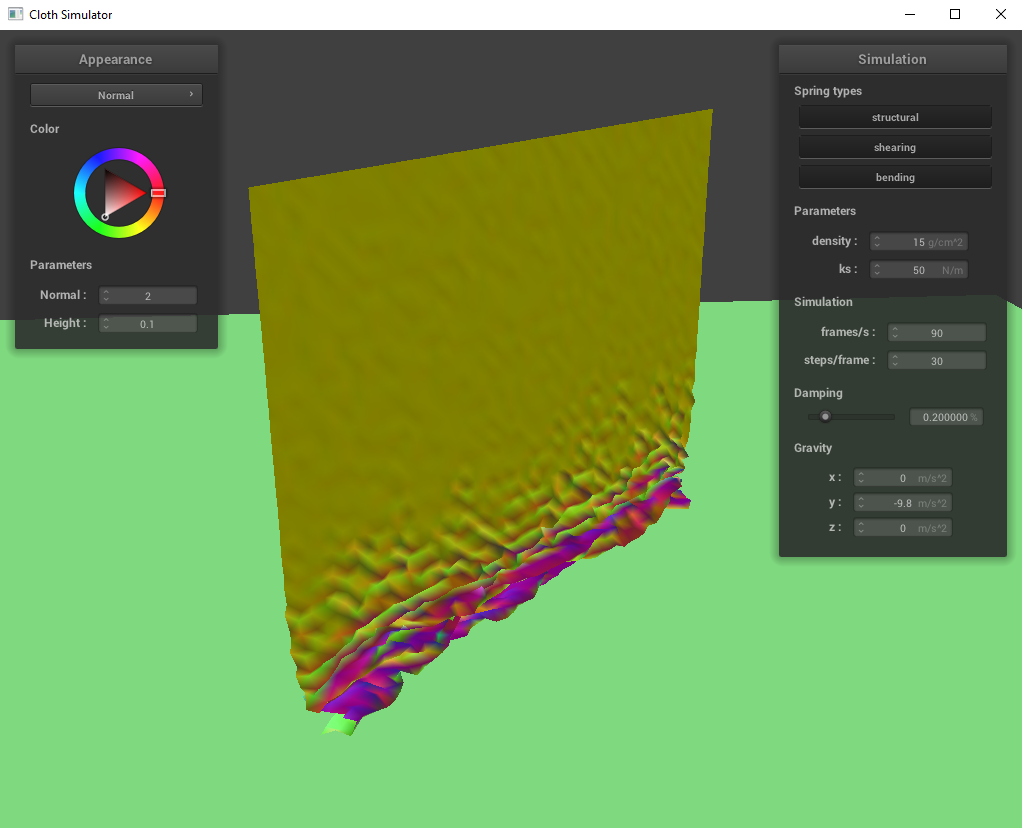 Cloth Simulator
Appearance
Normal
Color
Parameters
Normal : 2
Height : 0.1
Simulation
Spring types
structural
shearing
bending
Parameters
density : 15 g/cm^2
ks : 50 N/m
Simulation
frames/s : 90
steps/frame : 30
Damping
0.200000 %
Gravity
x : 0 m/s^2
y : -9.8 m/s^2
z : 0 m/s^2